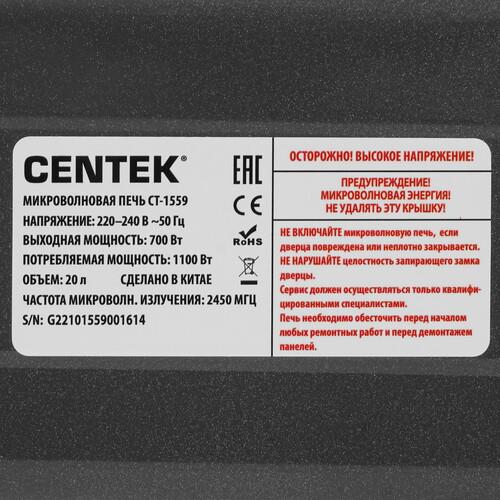 CENTEK®
МИКРОВОЛНОВАЯ ПЕЧЬ СТ-1559
НАПРЯЖЕНИЕ: 220–240 В ~50 Гц
ВЫХОДНАЯ МОЩНОСТЬ: 700 Вт
ПОТРЕБЛЯЕМАЯ МОЩНОСТЬ: 1100 Вт
ОБЪЕМ: 20 л СДЕЛАНО В КИТАЕ
ЧАСТОТА МИКРОВОЛН. ИЗЛУЧЕНИЯ: 2450 МГЦ
S/N: G22101559001614
EAC
CE
RoHS
ОСТОРОЖНО! ВЫСОКОЕ НАПРЯЖЕНИЕ!
ПРЕДУПРЕЖДЕНИЕ!
МИКРОВОЛНОВАЯ ЭНЕРГИЯ!
НЕ УДАЛЯТЬ ЭТУ КРЫШКУ!
НЕ ВКЛЮЧАЙТЕ микроволновую печь, если
дверца повреждена или неплотно закрывается.
НЕ НАРУШАЙТЕ целостность запирающего замка
дверцы.
Сервис должен осуществляться только квалифи-
цированными специалистами.
Печь необходимо обесточить перед началом
любых ремонтных работ и перед демонтажем
панелей.